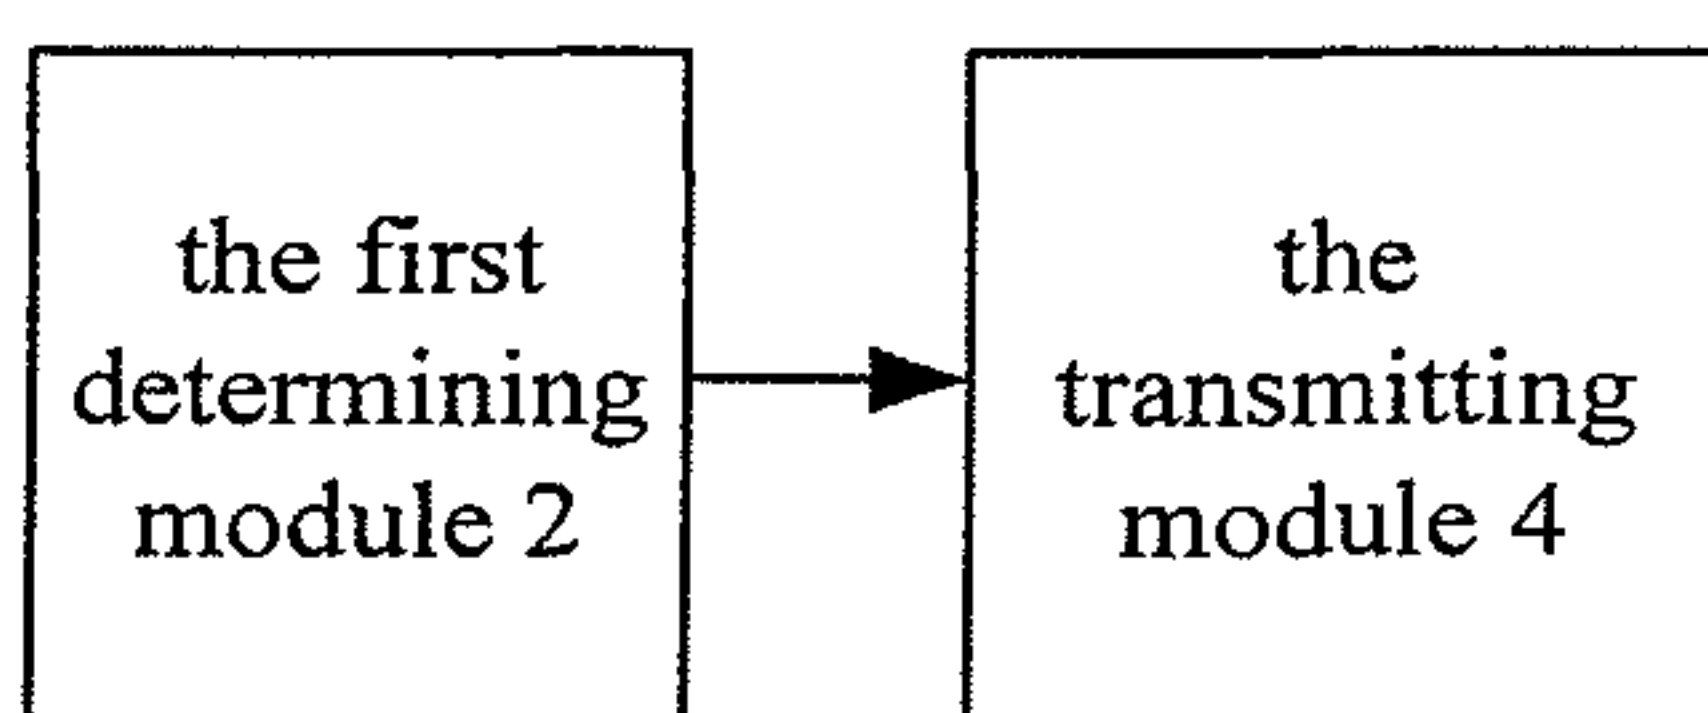 the first
determining
module 2
the
transmitting
module 4